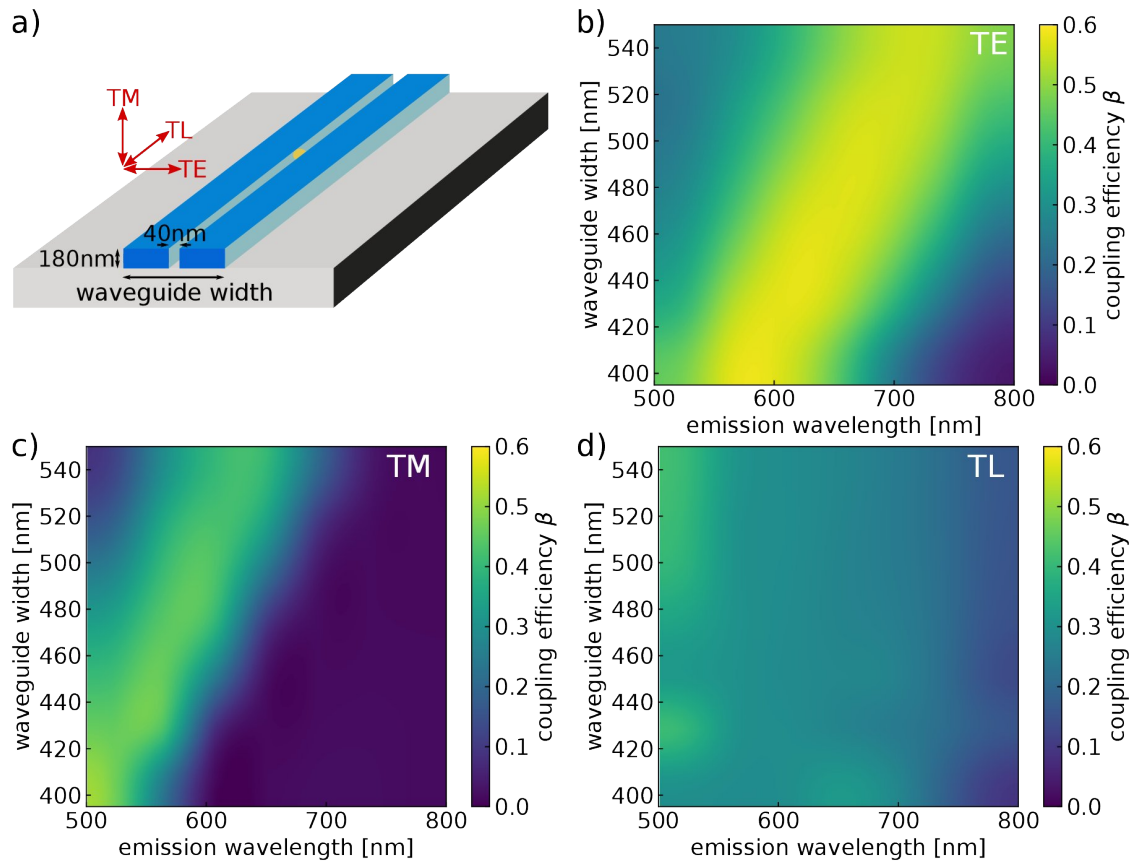 a)
TM
TL
TE
40nm
180nm
waveguide width
b)
TE
540
520
500
480
460
440
420
400
waveguide width [nm]
500 600 700 800
emission wavelength [nm]
0.6
0.5
0.4
0.3
0.2
0.1
0.0
coupling efficiency β
c)
TM
540
520
500
480
460
440
420
400
waveguide width [nm]
500 600 700 800
emission wavelength [nm]
0.6
0.5
0.4
0.3
0.2
0.1
0.0
coupling efficiency β
d)
TL
540
520
500
480
460
440
420
400
waveguide width [nm]
500 600 700 800
emission wavelength [nm]
0.6
0.5
0.4
0.3
0.2
0.1
0.0
coupling efficiency β